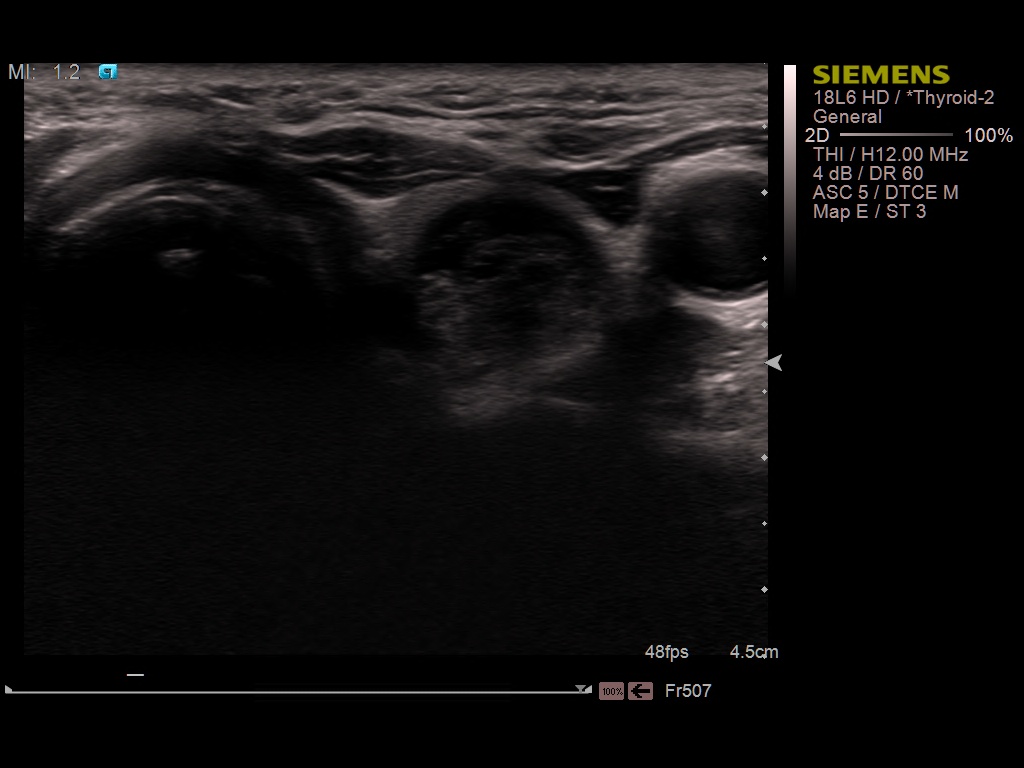 MI: 1.2
SIEMENS
18L6 HD / *Thyroid-2
General
2D 100%
THI / H12.00 MHz
4 dB / DR 60
ASC 5 / DTCE M
Map E / ST 3
48fps 4.5cm
100% Fr507